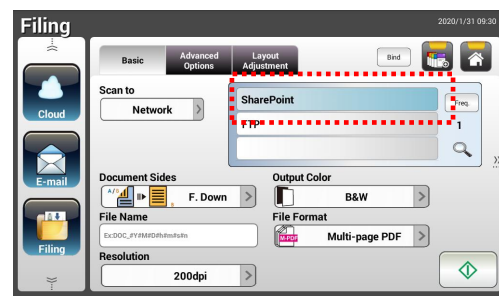 Filing
2020/1/31 09:30
Basic
Advanced Options
Layout Adjustment
Bind
Scan to
Network
SharePoint
FTP
Freq.
1
Cloud
E-mail
Filing
Document Sides
F. Down
Output Color
B&W
File Name
Ex:DOC_#Y#M#D#h#m#s#n
File Format
M-PDF
Multi-page PDF
Resolution
200dpi